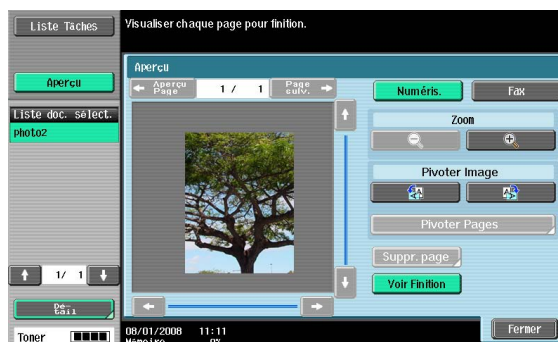 Liste Tâches
Visualiser chaque page pour finition.
Aperçu
Aperçu
Aperçu Page
1 / 1
Page suiv.
Numéris.
Fax
Liste doc. sélect.
photo2
Zoom
Pivoter Image
Pivoter Pages
Suppr. page
Voir Finition
1/ 1
Dé-
tail
Toner
08/01/2008 11:11
Mémoire 0%
Fermer